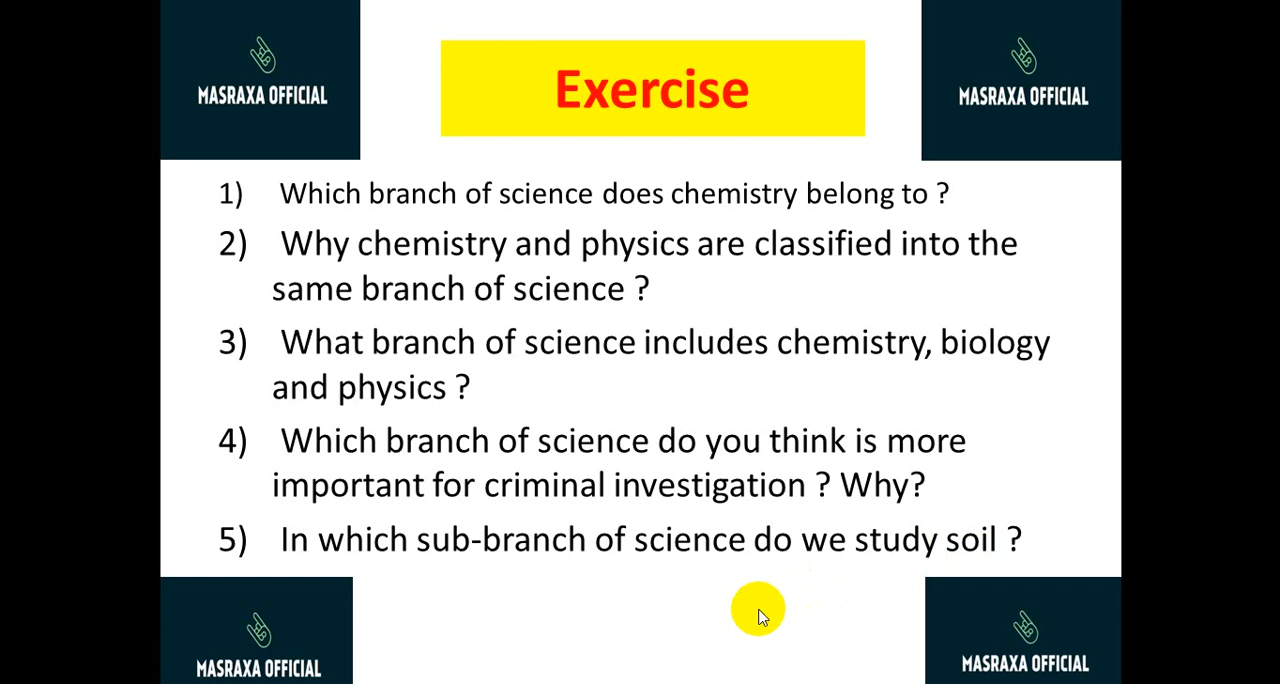 MASRAXA OFFICIAL
Exercise
MASRAXA OFFICIAL
1) Which branch of science does chemistry belong to ?
2) Why chemistry and physics are classified into the
same branch of science ?
3) What branch of science includes chemistry, biology
and physics ?
4) Which branch of science do you think is more
important for criminal investigation ? Why?
5) In which sub-branch of science do we study soil ?
MASRAXA OFFICIAL
MASRAXA OFFICIAL